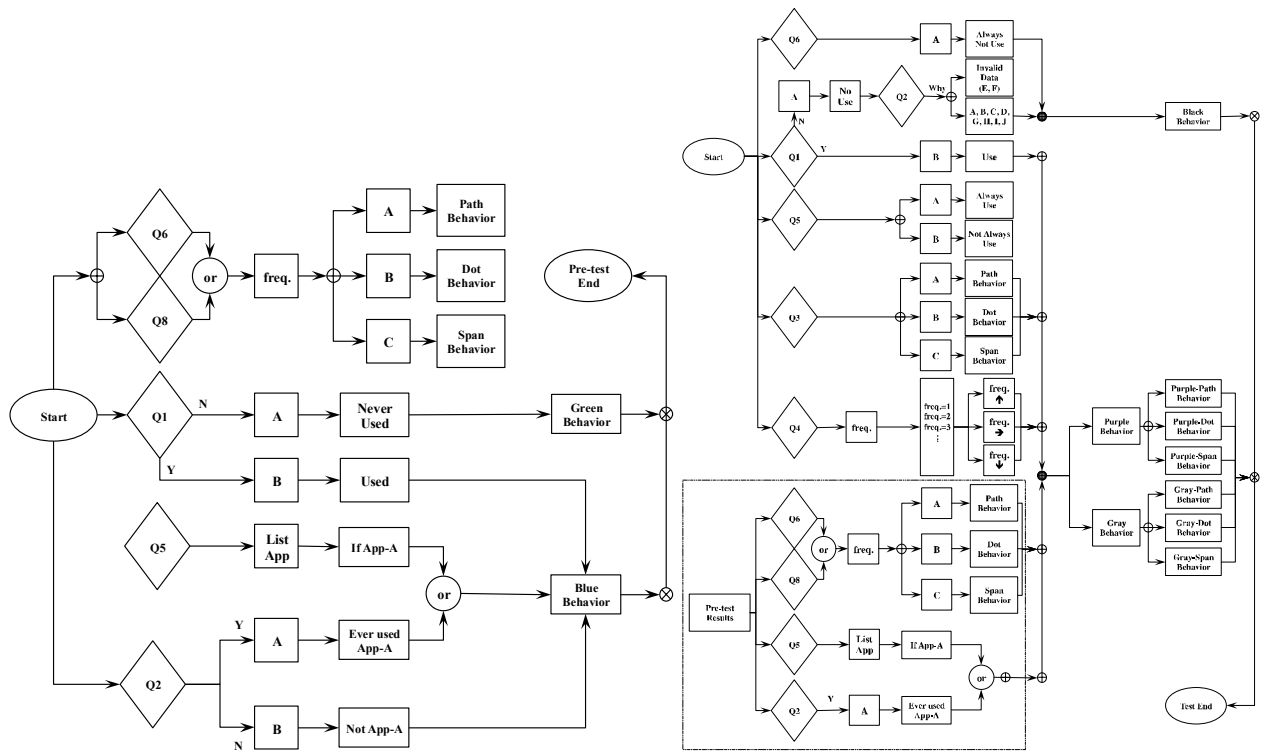 Q6
Q8
or
freq.
A
Path
Behavior
B
Dot
Behavior
C
Span
Behavior
Pre-test
End
Start
Q1
N
A
Never
Used
Green
Behavior
Y
B
Used
Q5
List
App
If App-A
or
Blue
Behavior
Q2
Y
A
Ever used
App-A
N
B
Not App-A
Q6
A
Always
Not Use
A
No
Use
Q2
Why
Invalid
Data
(E, F)
A, B, C, D,
G, H, I, J
Black
Behavior
N
Start
Q1
Y
B
Use
Q5
A
Always
Use
B
Not Always
Use
Q3
A
Path
Behavior
B
Dot
Behavior
C
Span
Behavior
Q4
freq.
freq.=1
freq.=2
freq.=3
⋮
freq.
↑
freq.
→
freq.
↓
Purple
Behavior
Purple-Path
Behavior
Purple-Dot
Behavior
Purple-Span
Behavior
Gray
Behavior
Gray-Path
Behavior
Gray-Dot
Behavior
Gray-Span
Behavior
Pre-test
Results
Q6
Q8
or
freq.
A
Path
Behavior
B
Dot
Behavior
C
Span
Behavior
Q5
List
App
If App-A
or
Q2
Y
A
Ever used
App-A
Test End